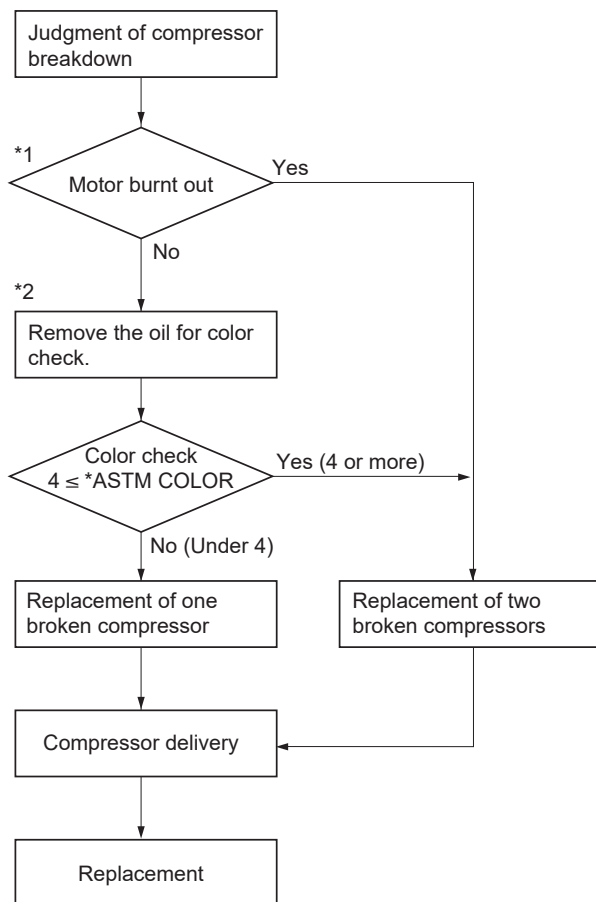 Judgment of compressor
breakdown
*1
Motor burnt out
Yes
No
*2
Remove the oil for color
check.
Color check
4 ≤ *ASTM COLOR
Yes (4 or more)
No (Under 4)
Replacement of one
broken compressor
Replacement of two
broken compressors
Compressor delivery
Replacement